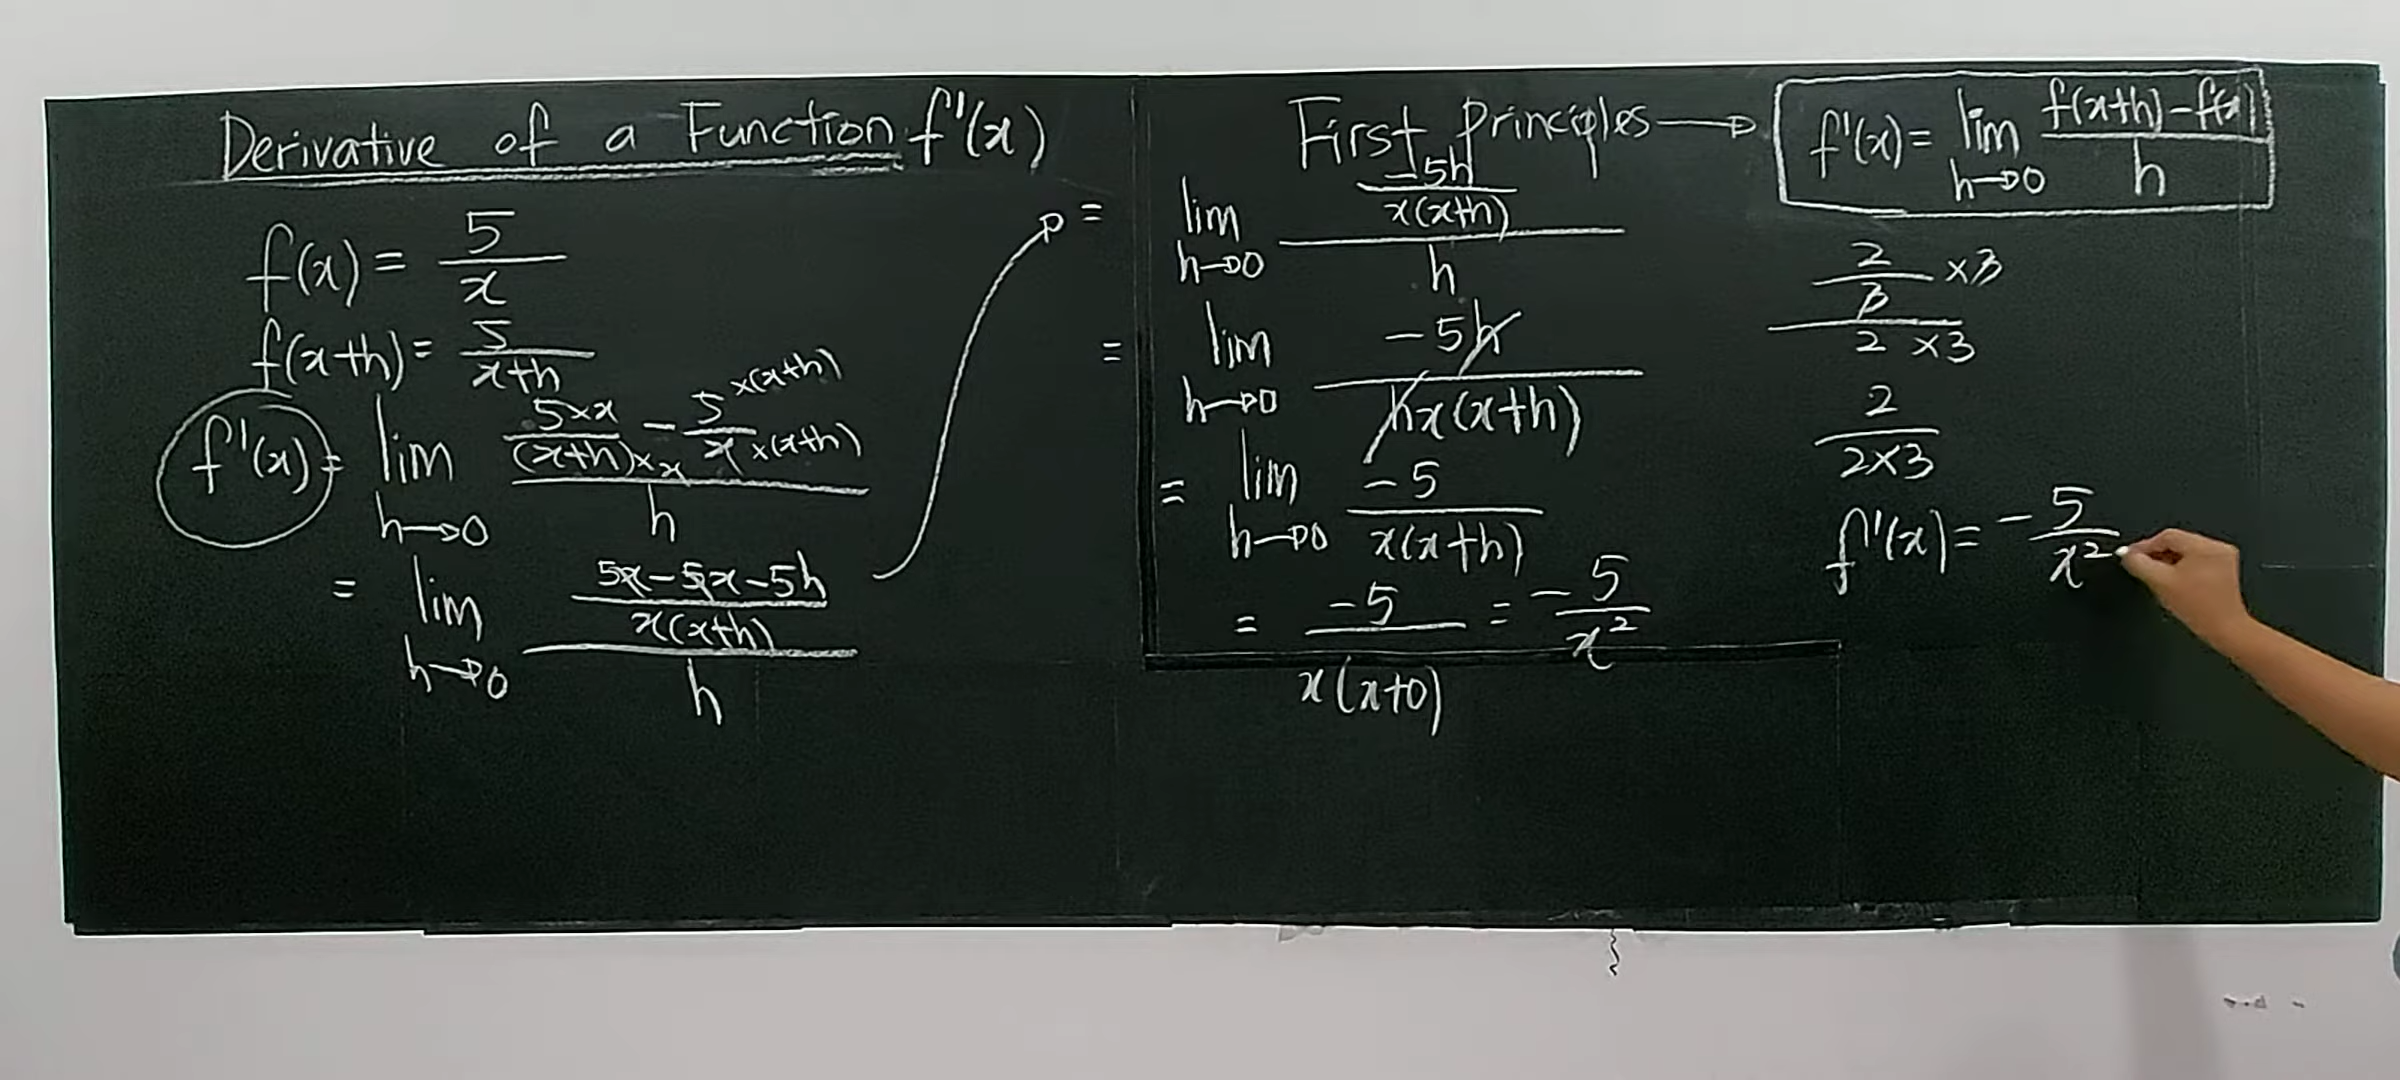 Derivative of a Function f'(x)
f(x) = 5/x
f(x+h) = 5/(x+h)
f'(x) = lim h→0 ((5×x)/((x+h)×x) - (5×(x+h))/(x×(x+h)))/h
= lim h→0 ((5x-5x-5h)/(x(x+h)))/h
First Principles → f'(x) = lim h→0 (f(x+h)-f(x))/h
= lim h→0 (-5h/(x(x+h)))/h
= lim h→0 -5h/(hx(x+h))
= lim h→0 -5/(x(x+h))
= -5/(x(x+0)) = -5/x²
(2/3 ×3)/(2 ×3)
2/(2×3)
f'(x) = -5/x²